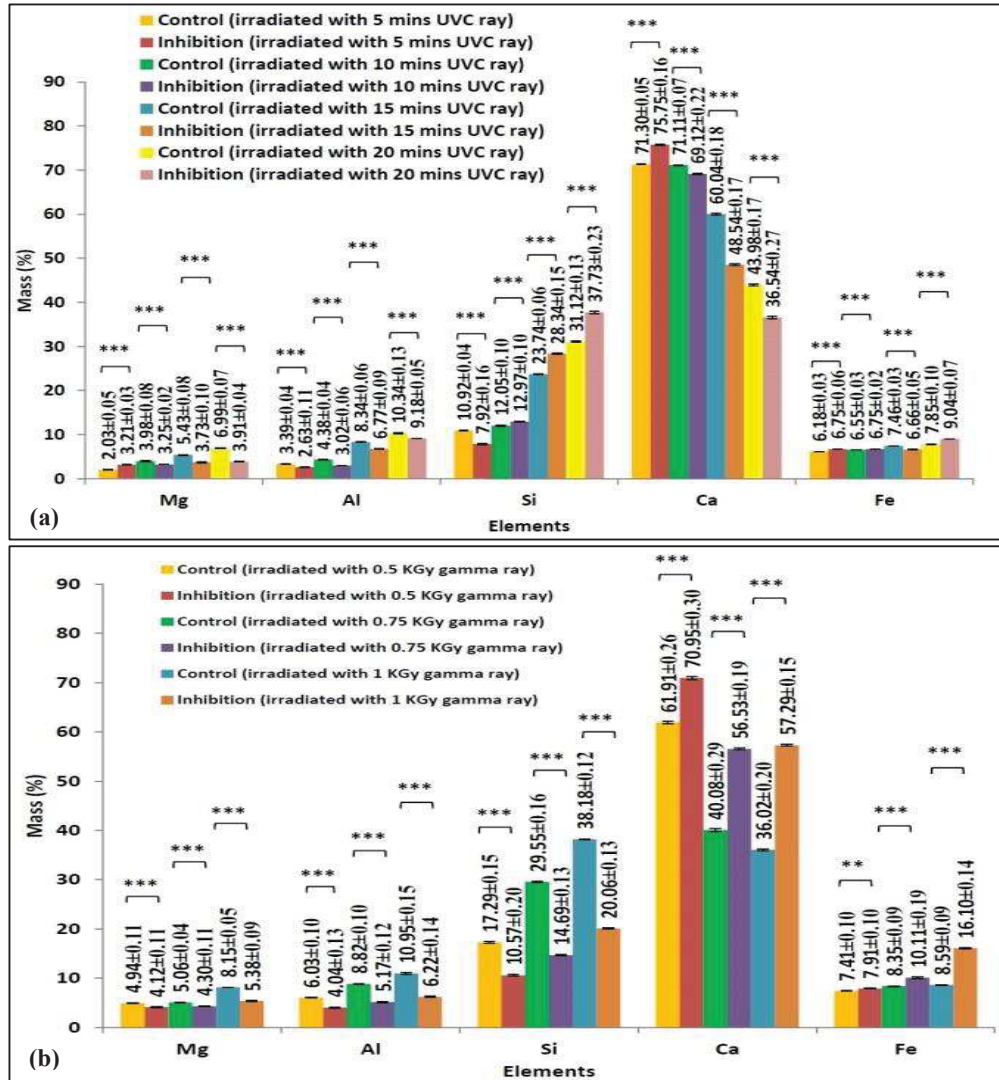 Control (irradiated with 5 mins UVC ray)
Inhibition (irradiated with 5 mins UVC ray)
Control (irradiated with 10 mins UVC ray)
Inhibition (irradiated with 10 mins UVC ray)
Control (irradiated with 15 mins UVC ray)
Inhibition (irradiated with 15 mins UVC ray)
Control (irradiated with 20 mins UVC ray)
Inhibition (irradiated with 20 mins UVC ray)
Mass (%)
90
80
70
60
50
40
30
20
10
0
*** *** *** ***
2.03±0.05
3.21±0.03
3.98±0.08
3.25±0.02
5.43±0.08
3.73±0.10
6.99±0.07
3.91±0.04
*** *** *** ***
3.39±0.04
2.63±0.11
4.38±0.04
3.02±0.06
8.34±0.06
6.77±0.09
10.34±0.13
9.18±0.05
*** *** *** ***
10.92±0.04
7.92±0.16
12.05±0.10
12.97±0.10
23.74±0.06
28.34±0.15
31.12±0.13
37.73±0.23
*** *** *** ***
71.30±0.05
75.75±0.16
71.11±0.07
69.12±0.22
60.04±0.18
48.54±0.17
43.98±0.17
36.54±0.27
*** *** *** ***
6.18±0.03
6.75±0.06
6.55±0.03
6.75±0.02
7.46±0.03
6.66±0.05
7.85±0.10
9.04±0.07
Mg Al Si Ca Fe
Elements
(a)
Control (irradiated with 0.5 KGy gamma ray)
Inhibition (irradiated with 0.5 KGy gamma ray)
Control (irradiated with 0.75 KGy gamma ray)
Inhibition (irradiated with 0.75 KGy gamma ray)
Control (irradiated with 1 KGy gamma ray)
Inhibition (irradiated with 1 KGy gamma ray)
Mass (%)
90
80
70
60
50
40
30
20
10
0
*** *** ***
4.94±0.11
4.12±0.11
5.06±0.04
4.30±0.11
8.15±0.05
5.38±0.09
*** *** ***
6.03±0.10
4.04±0.13
8.82±0.10
5.17±0.12
10.95±0.15
6.22±0.14
*** *** ***
17.29±0.15
10.57±0.20
29.55±0.16
14.69±0.13
38.18±0.12
20.06±0.13
*** *** ***
61.91±0.26
70.95±0.30
40.08±0.29
56.53±0.19
36.02±0.20
57.29±0.15
** *** ***
7.41±0.10
7.91±0.10
8.35±0.09
10.11±0.19
8.59±0.09
16.10±0.14
Mg Al Si Ca Fe
Elements
(b)